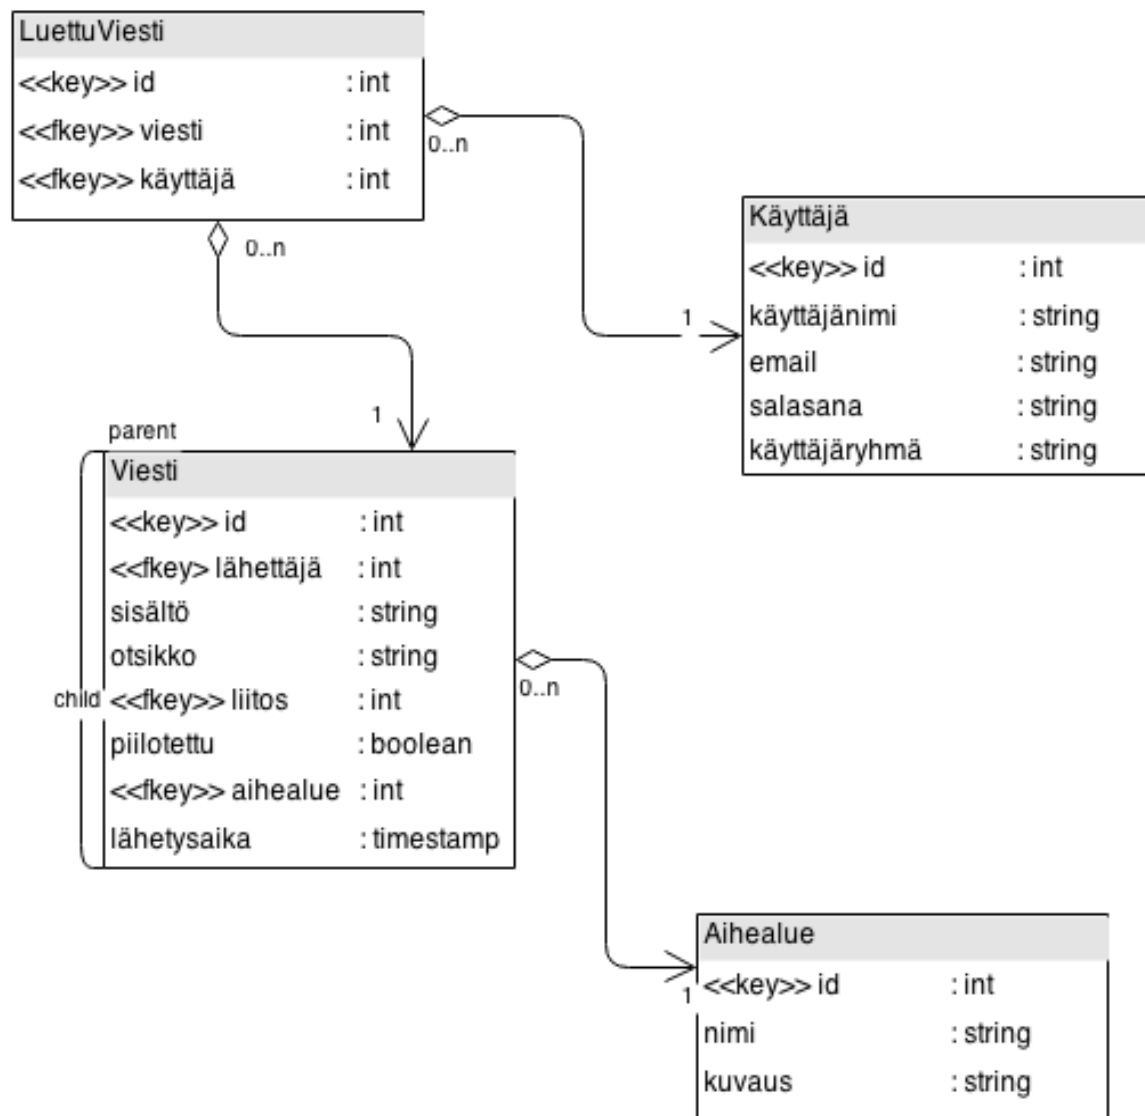 LuettuViesti
<<key>> id : int
<<fkey>> viesti : int
<<fkey>> käyttäjä : int
0..n
0..n
1
1
Käyttäjä
<<key>> id : int
käyttäjänimi : string
email : string
salasana : string
käyttäjäryhmä : string
parent
child
Viesti
<<key>> id : int
<<fkey> lähettäjä : int
sisältö : string
otsikko : string
<<fkey>> liitos : int
piilotettu : boolean
<<fkey>> aihealue : int
lähetysaika : timestamp
0..n
1
Aihealue
<<key>> id : int
nimi : string
kuvaus : string